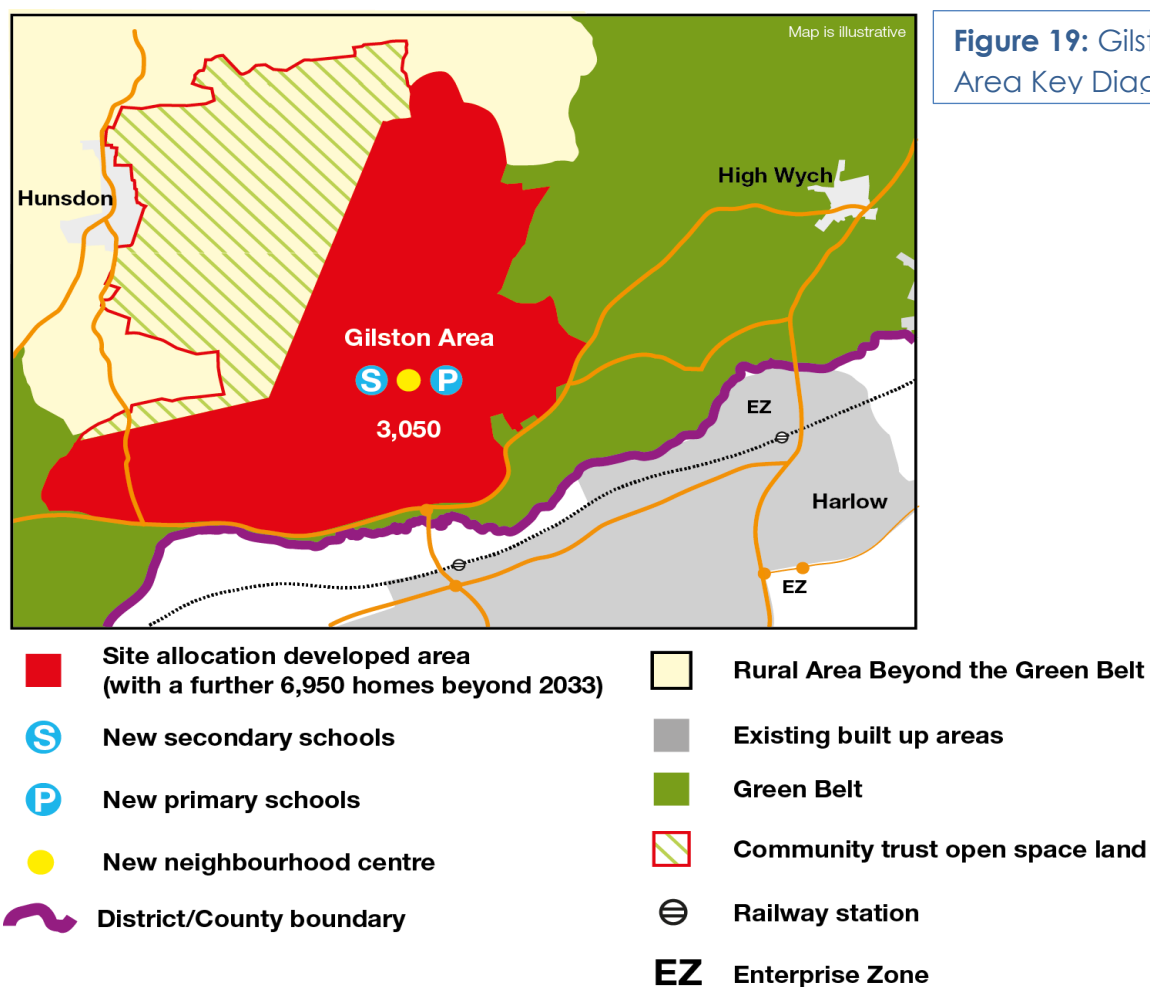 Map is illustrative
Figure 19:
Area Key
Hunsdon
High Wych
Gilston Area
S
P
3,050
EZ
Harlow
EZ
Site allocation developed area
(with a further 6,950 homes beyond 2033)
S
New secondary schools
P
New primary schools
New neighbourhood centre
District/County boundary
Rural Area Beyond the Green Belt
Existing built up areas
Green Belt
Community trust open space land
Railway station
EZ
Enterprise Zone